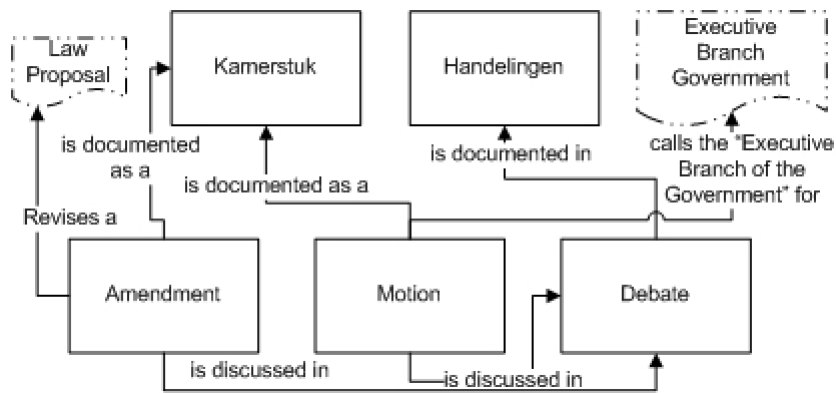 Law
Proposal
Kamerstuk
Handelingen
Executive
Branch
Government
is documented
as a
is documented as a
is documented in
calls the "Executive
Branch of the
Government" for
Revises a
Amendment
Motion
Debate
is discussed in
is discussed in